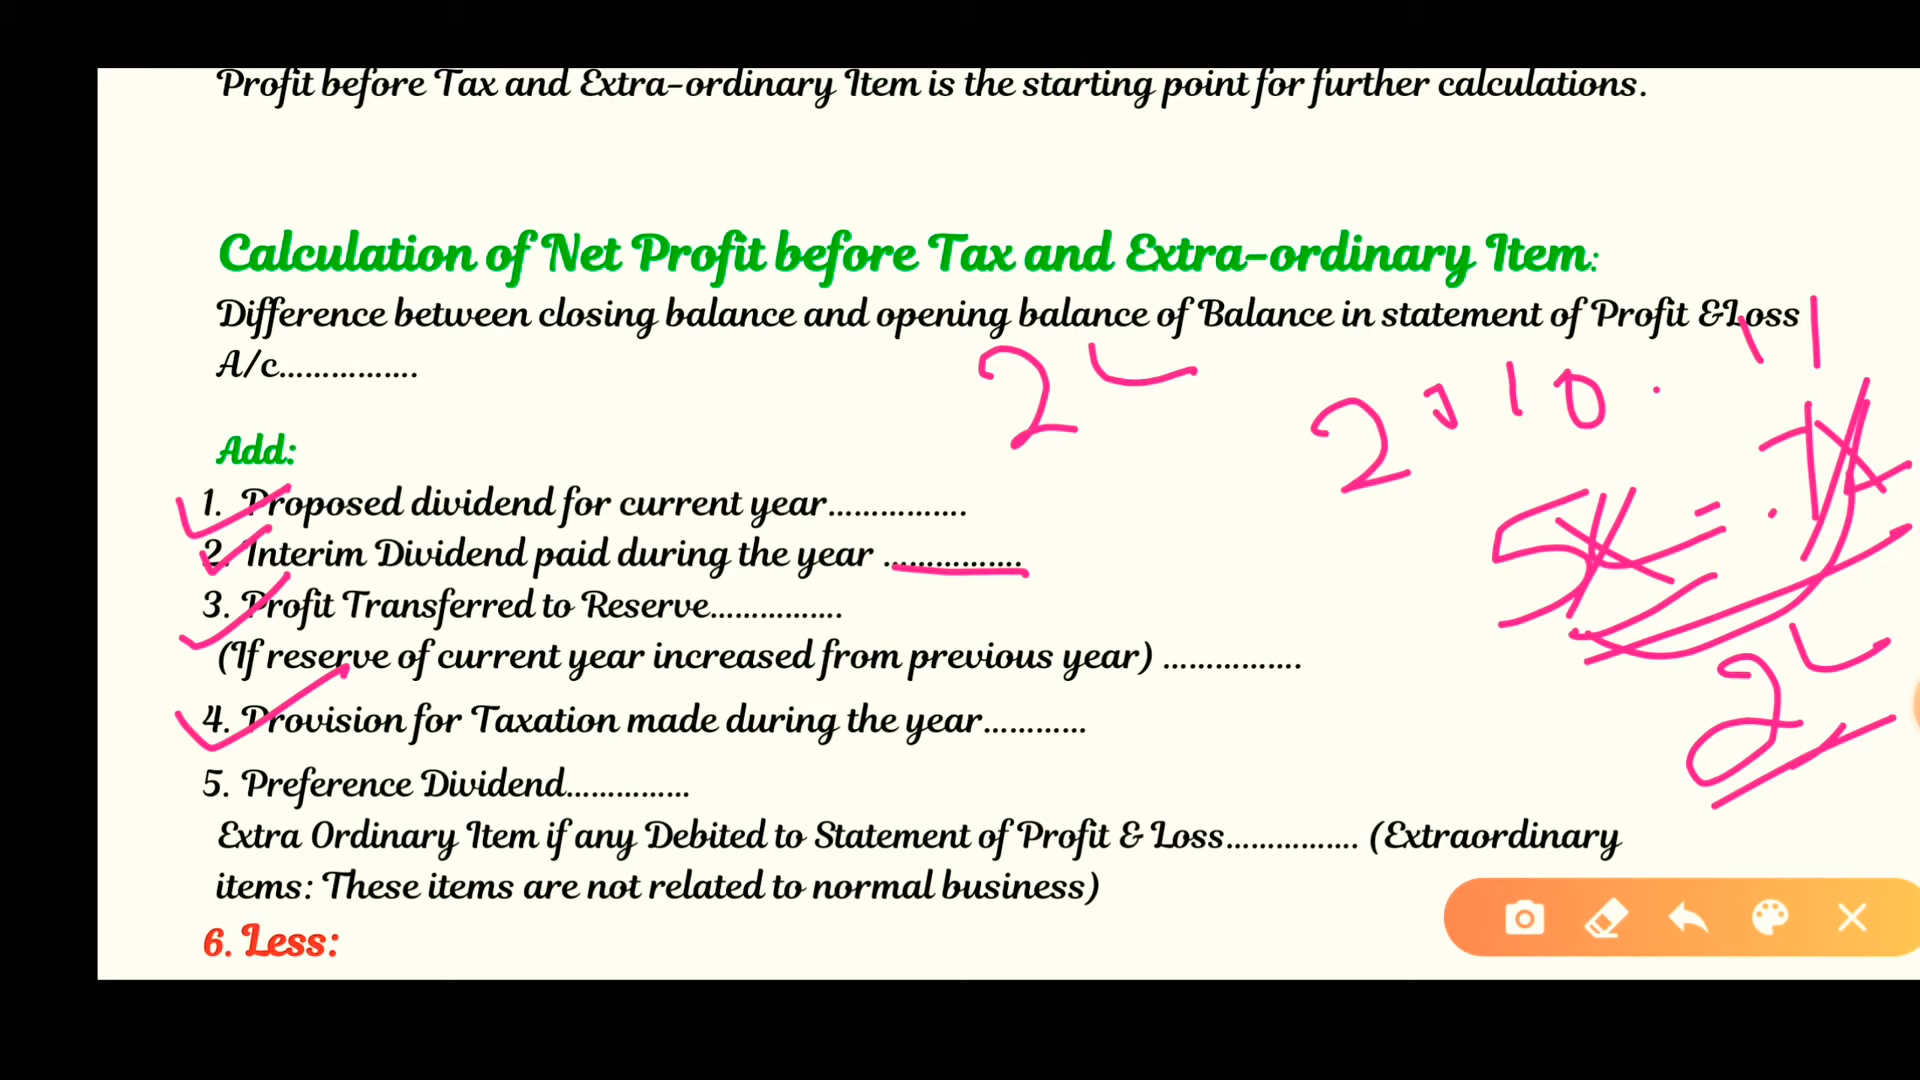 Profit before Tax and Extra-ordinary Item is the starting point for further calculations.
Calculation of Net Profit before Tax and Extra-ordinary Item:
Difference between closing balance and opening balance of Balance in statement of Profit &Loss
A/c................
Add:
1. Proposed dividend for current year................
2. Interim Dividend paid during the year ................
3. Profit Transferred to Reserve................
(If reserve of current year increased from previous year) ................
4. Provision for Taxation made during the year............
5. Preference Dividend...............
Extra Ordinary Item if any Debited to Statement of Profit & Loss................ (Extraordinary
items: These items are not related to normal business)
6. Less: